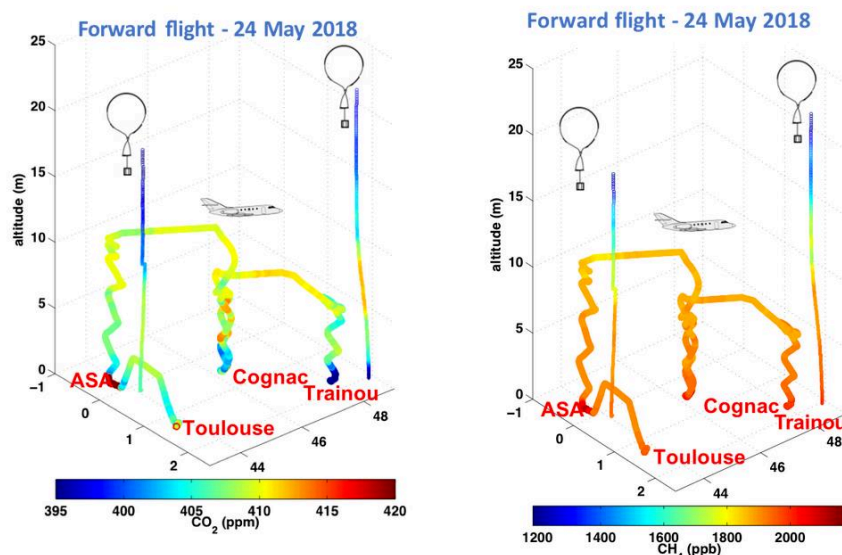 Forward flight - 24 May 2018
25
20
15
10
5
0
altitude (m)
−1
0
1
2
44
46
48
ASA
Cognac
Trainou
Toulouse
395
400
405
410
415
420
CO2 (ppm)
Forward flight - 24 May 2018
25
20
15
10
5
0
altitude (m)
−1
0
1
2
44
46
48
ASA
Cognac
Trainou
Toulouse
1200
1400
1600
1800
2000
CH4 (ppb)